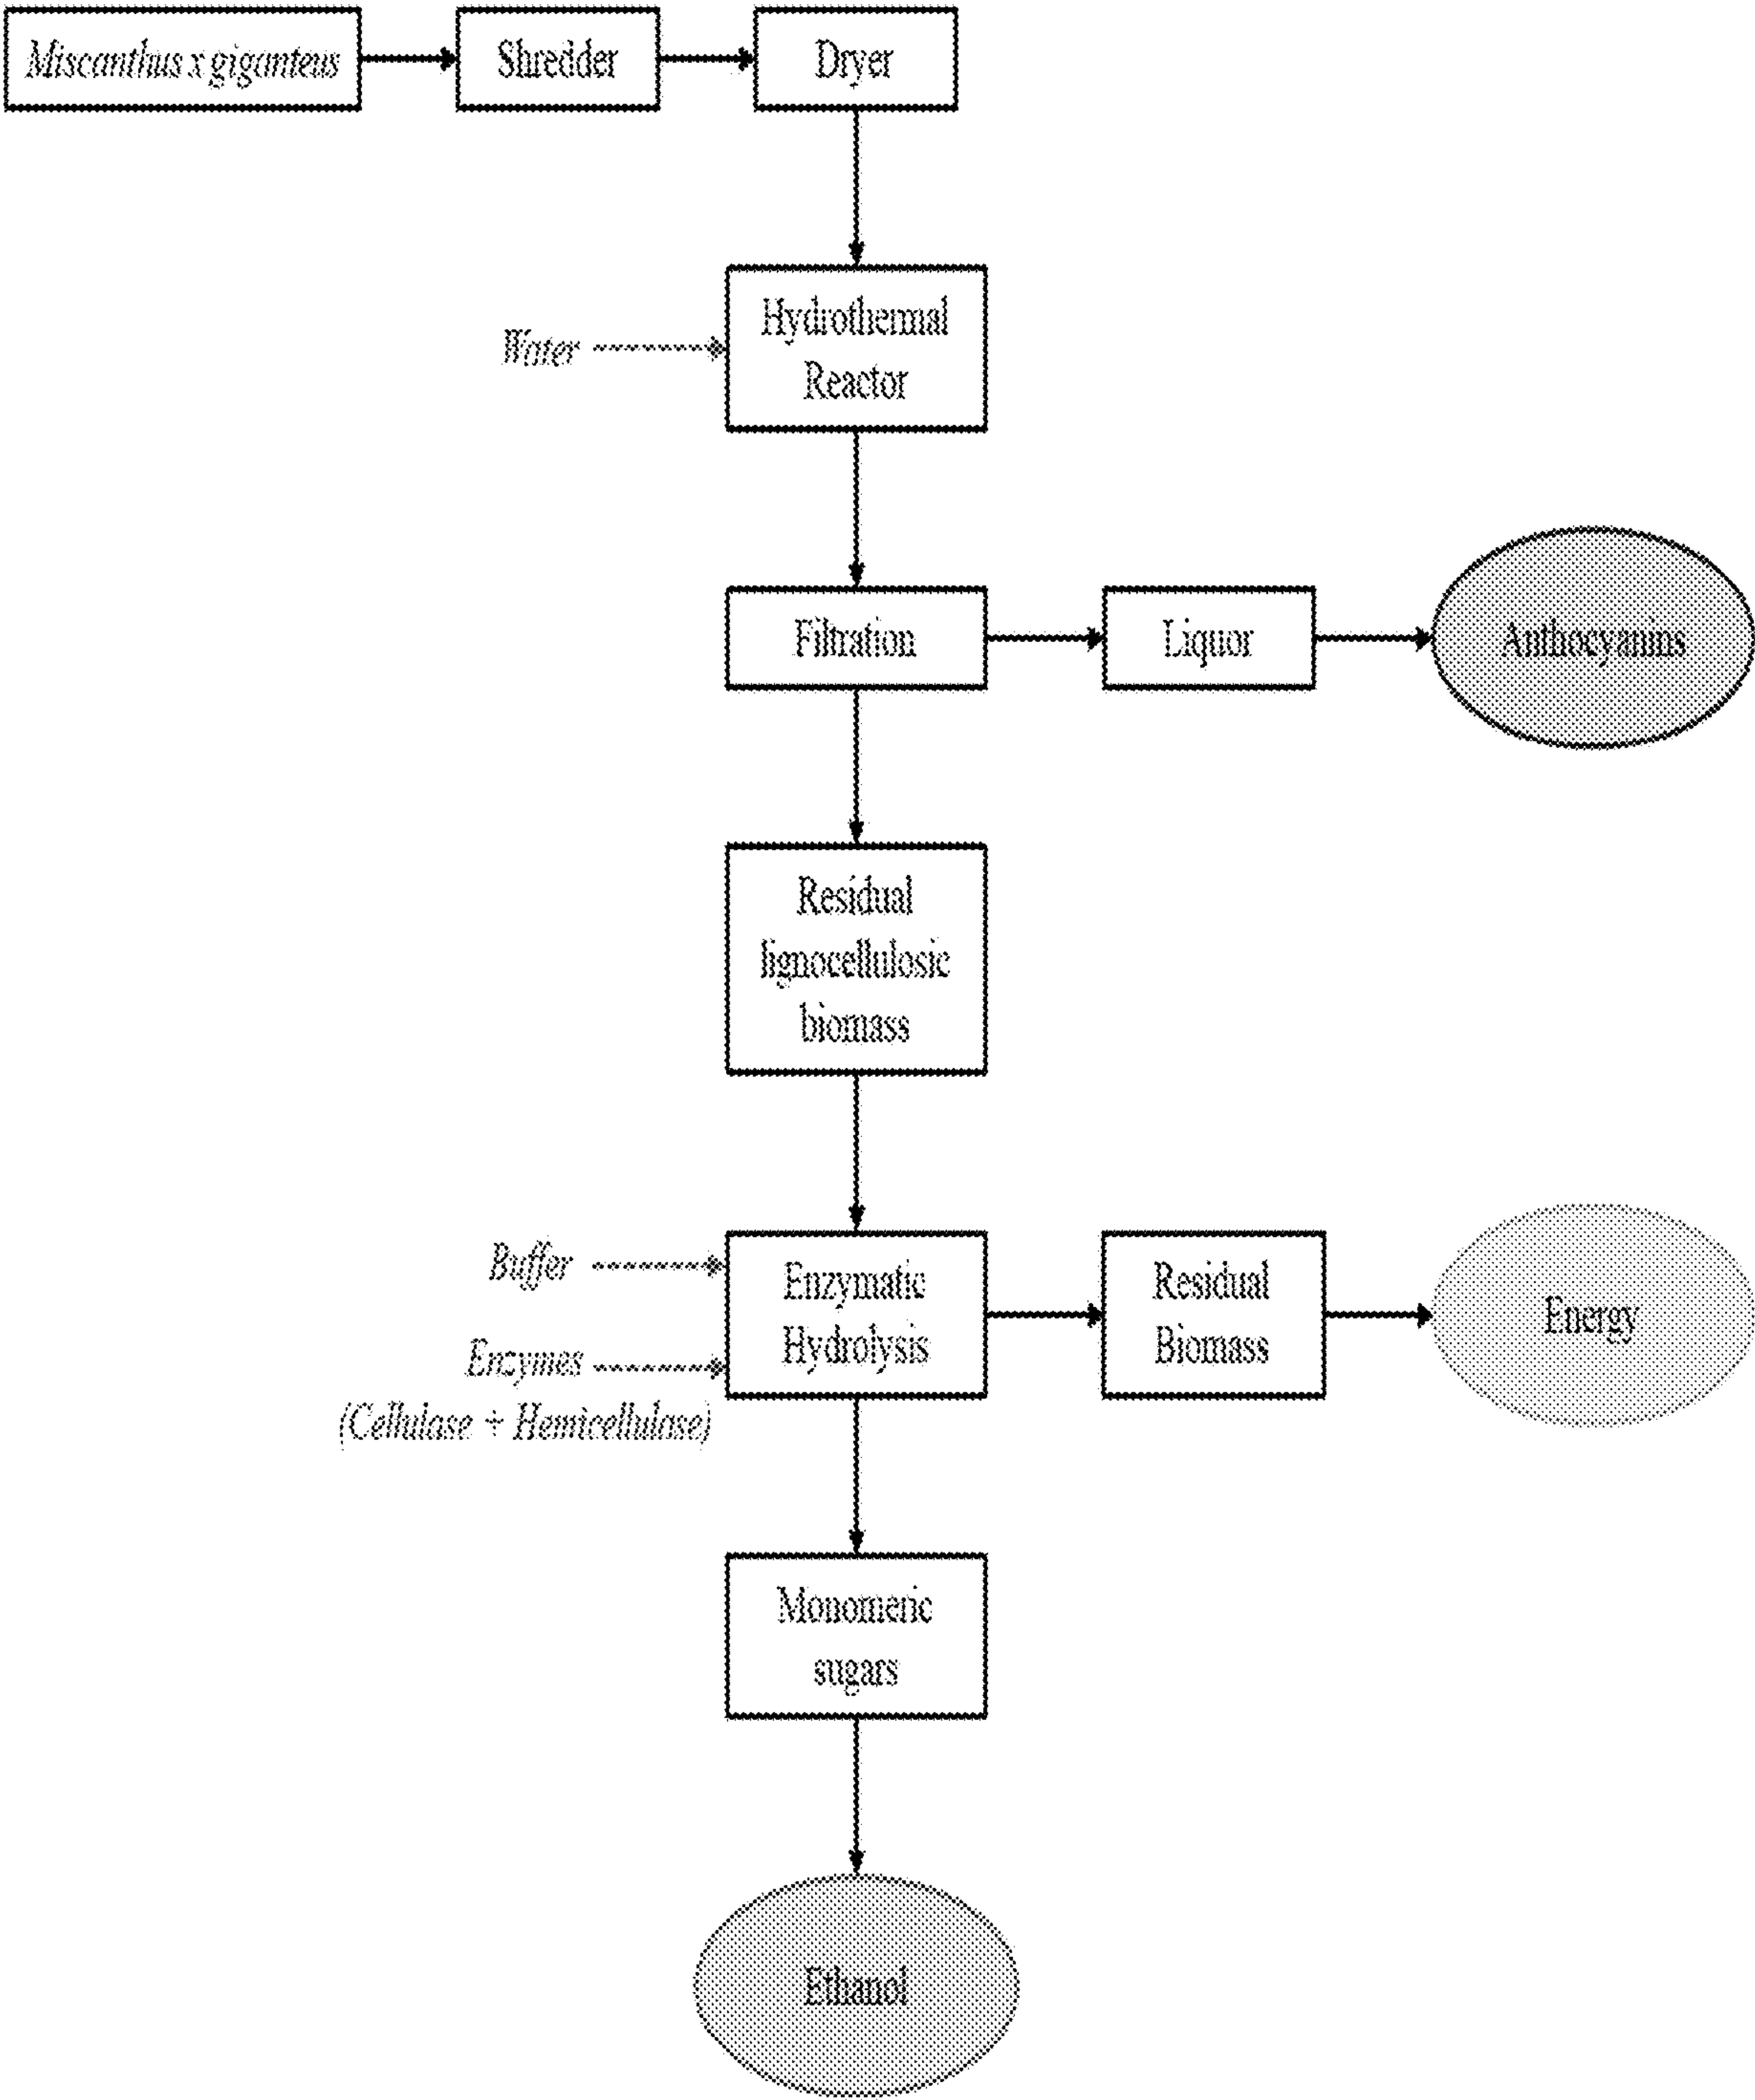 Miscanthus x giganteus
Shredder
Dryer
Hydrothermal
Reactor
Water
Filtration
Liquor
Anthocyanins
Residual
lignocellulosic
biomass
Buffer
Enzymes
(Cellulase + Hemicellulase)
Enzymatic
Hydrolysis
Residual
Biomass
Energy
Monomeric
sugars
Ethanol